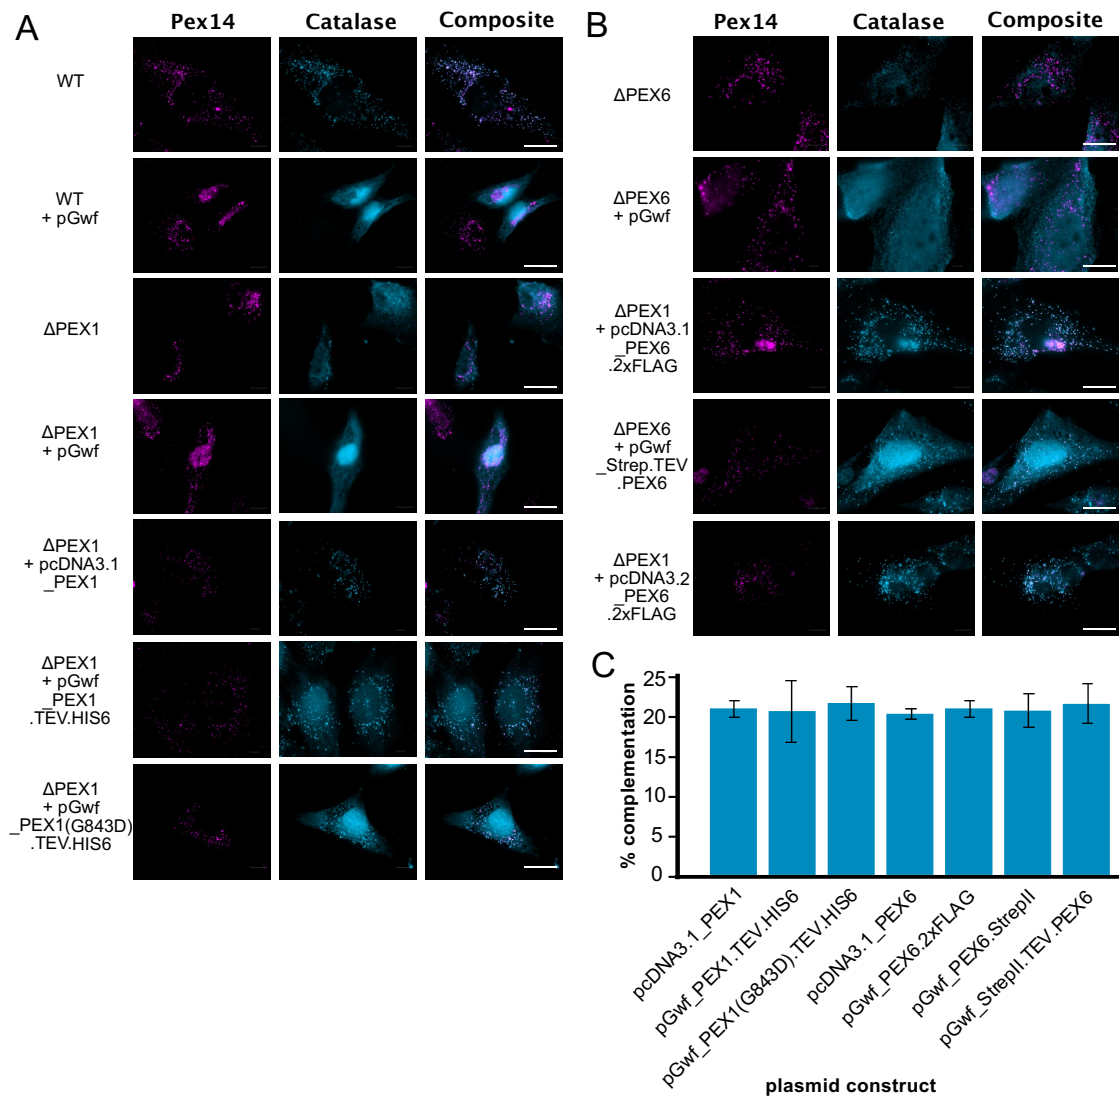 A
Pex14 Catalase Composite
WT
WT
+ pGwf
ΔPEX1
ΔPEX1
+ pGwf
ΔPEX1
+ pcDNA3.1
_PEX1
ΔPEX1
+ pGwf
_PEX1
.TEV.HIS6
ΔPEX1
+ pGwf
_PEX1(G843D)
.TEV.HIS6
B
Pex14 Catalase Composite
ΔPEX6
ΔPEX6
+ pGwf
ΔPEX1
+ pcDNA3.1
_PEX6
.2xFLAG
ΔPEX6
+ pGwf
_Strep.TEV
.PEX6
ΔPEX1
+ pcDNA3.2
_PEX6
.2xFLAG
C
% complementation
25
20
15
10
5
0
pcDNA3.1_PEX1
pGwf_PEX1.TEV.HIS6
pGwf_PEX1(G843D).TEV.HIS6
pcDNA3.1_PEX6
pGwf_PEX6.2xFLAG
pGwf_PEX6.StrepII
pGwf_StrepII.TEV.PEX6
plasmid construct